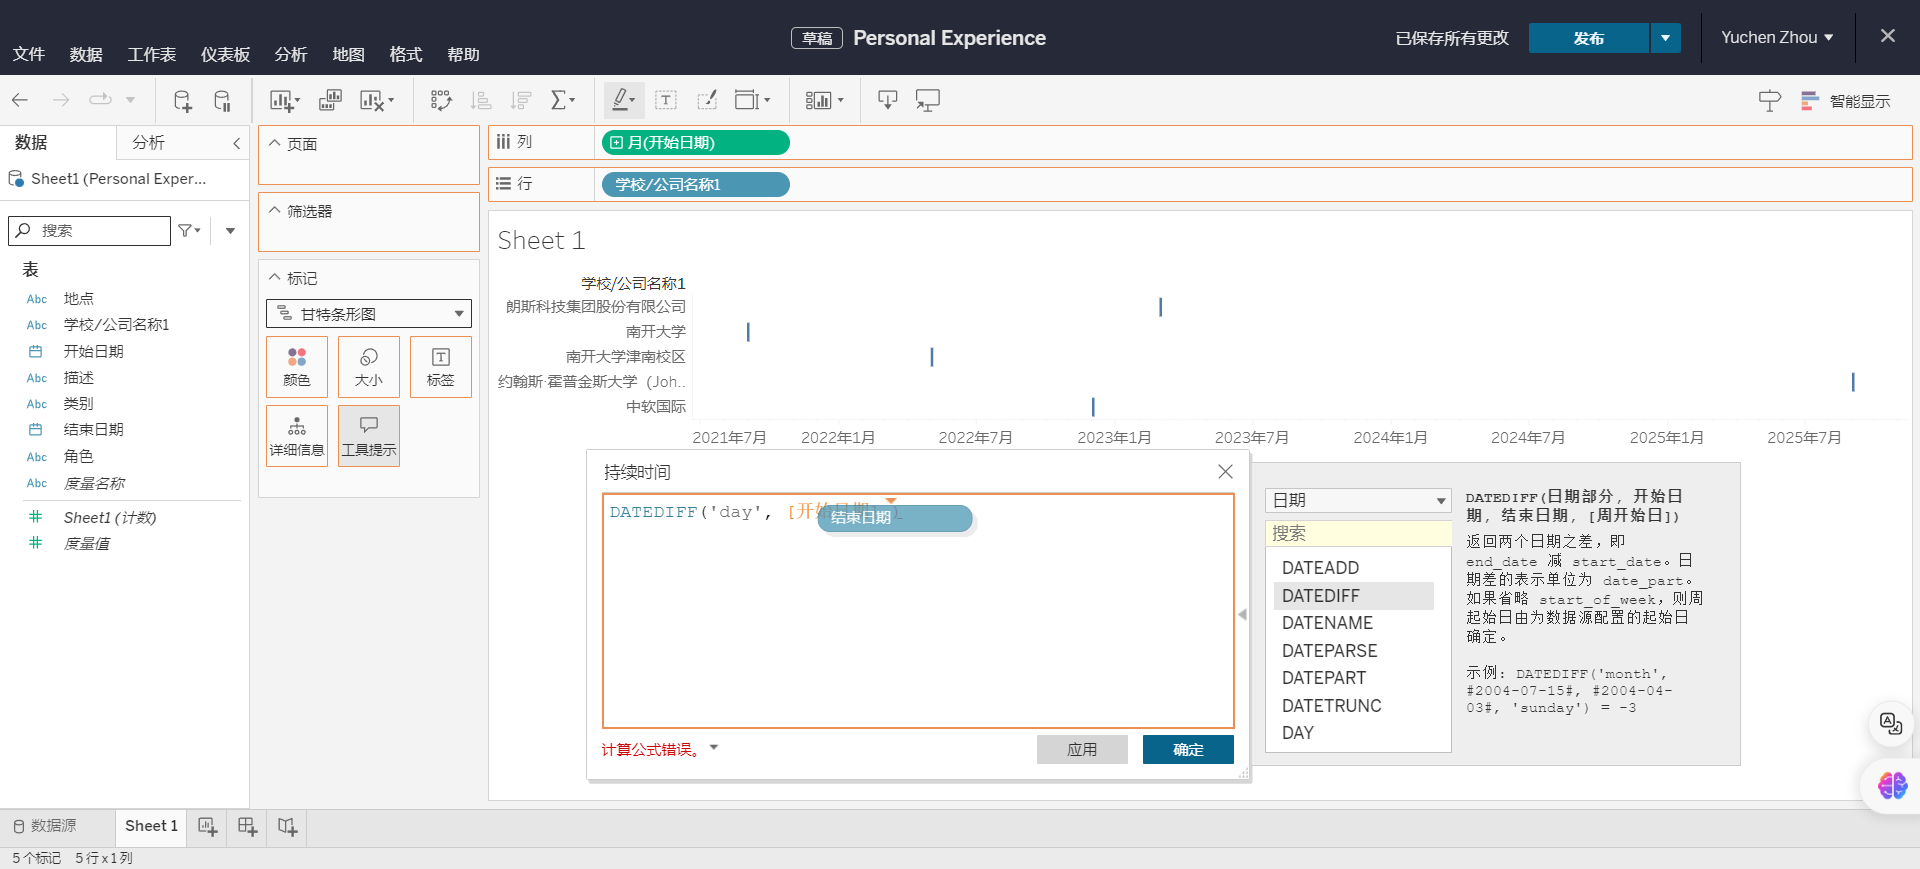 草稿 Personal Experience
已保存所有更改 发布 Yuchen Zhou
文件 数据 工作表 仪表板 分析 地图 格式 帮助
智能显示
数据 分析
Sheet1 (Personal Exper...
搜索
表
Abc 地点
Abc 学校/公司名称1
开始日期
Abc 描述
Abc 类别
结束日期
Abc 角色
Abc 度量名称
Sheet1 (计数)
度量值
页面
筛选器
标记
甘特条形图
颜色 大小 标签
详细信息 工具提示
列 月(开始日期)
行 学校/公司名称1
Sheet 1
学校/公司名称1
朗斯科技集团股份有限公司
南开大学
南开大学津南校区
约翰斯·霍普金斯大学 (Joh..
中软国际
2021年7月 2022年1月 2022年7月 2023年1月 2023年7月 2024年1月 2024年7月 2025年1月 2025年7月
持续时间
DATEDIFF('day', [开始日期]
结束日期
计算公式错误。
应用 确定
日期
搜索
DATEADD
DATEDIFF
DATENAME
DATEPARSE
DATEPART
DATETRUNC
DAY
DATEDIFF(日期部分, 开始日
期, 结束日期, [周开始日])
返回两个日期之差，即
end_date 减 start_date。日
期差的表示单位为 date_part。
如果省略 start_of_week，则周
起始日由为数据源配置的起始日
确定。
示例: DATEDIFF('month',
#2004-07-15#, #2004-04-
03#, 'sunday') = -3
数据源 Sheet 1
5个标记 5行x1列